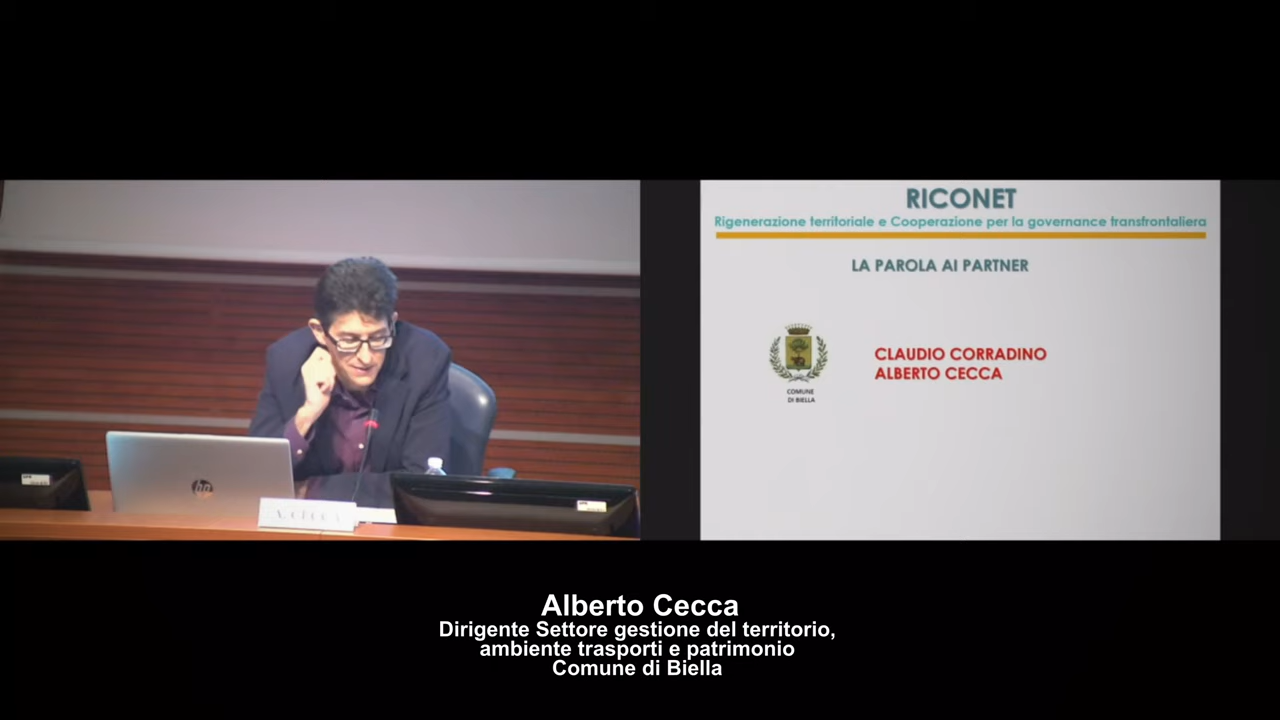 RICONET
Rigenerazione territoriale e Cooperazione per la governance transfrontaliera
LA PAROLA AI PARTNER
CLAUDIO CORRADINO
ALBERTO CECCA
COMUNE
DI BIELLA
hp
Alberto Cecca
Dirigente Settore gestione del territorio,
ambiente trasporti e patrimonio
Comune di Biella